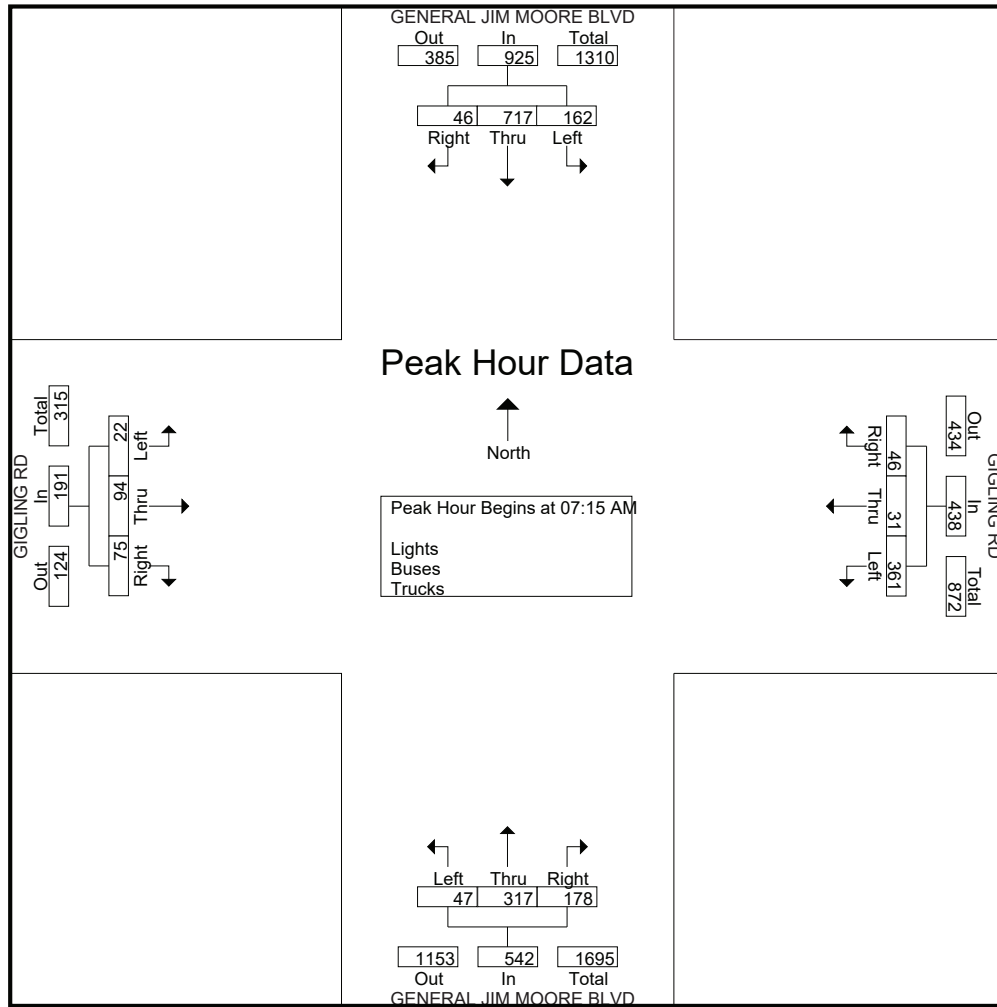 GENERAL JIM MOORE BLVD
Out In Total
385 925 1310
46 717 162
Right Thru Left
Peak Hour Data
North
Peak Hour Begins at 07:15 AM
Lights
Buses
Trucks
GIGLING RD
Out In Total
124 191 315
Right Thru Left
75 94 22
GIGLING RD
Out In Total
434 438 872
46 31 361
Right Thru Left
Left Thru Right
47 317 178
1153 542 1695
Out In Total
GENERAL JIM MOORE BLVD